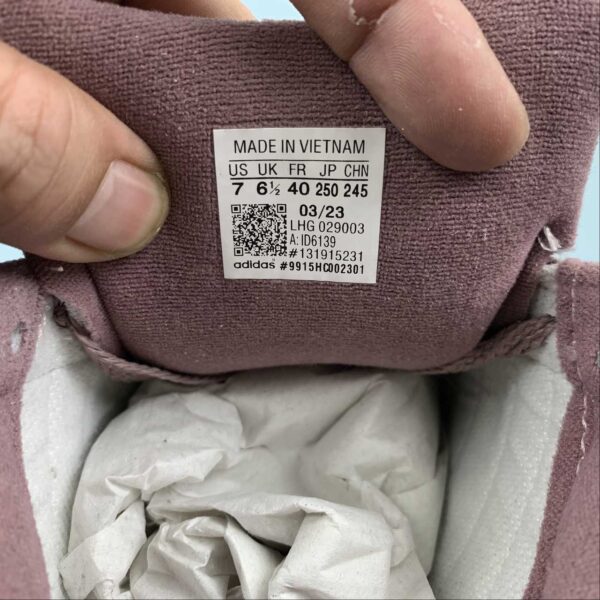 MADE IN VIETNAM
US UK FR JP CHN
7 6½ 40 250 245
03/23
LHG 029003
A: ID6139
#131915231
adidas #9915HC002301